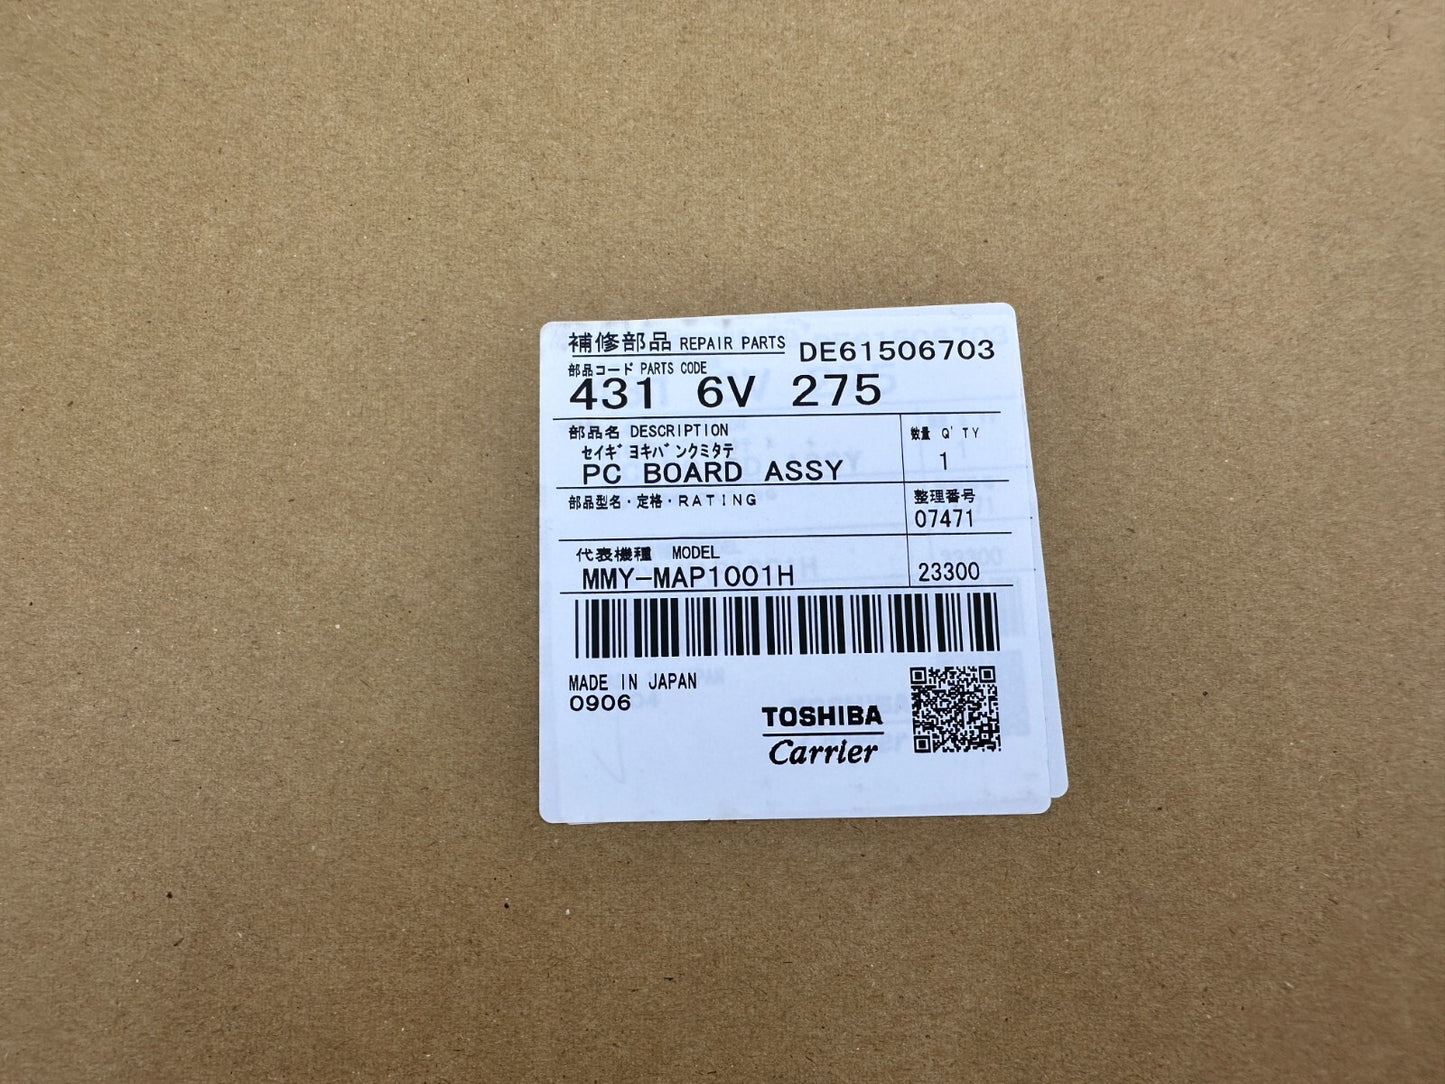 補修部品 REPAIR PARTS DE61506703
部品コード PARTS CODE
431 6V 275
部品名 DESCRIPTION 数量 Q'TY
セイギョキバンクミタテ
PC BOARD ASSY 1
部品型名・定格・RATING 整理番号
07471
代表機種 MODEL
MMY-MAP1001H 23300
MADE IN JAPAN
0906
TOSHIBA
Carrier